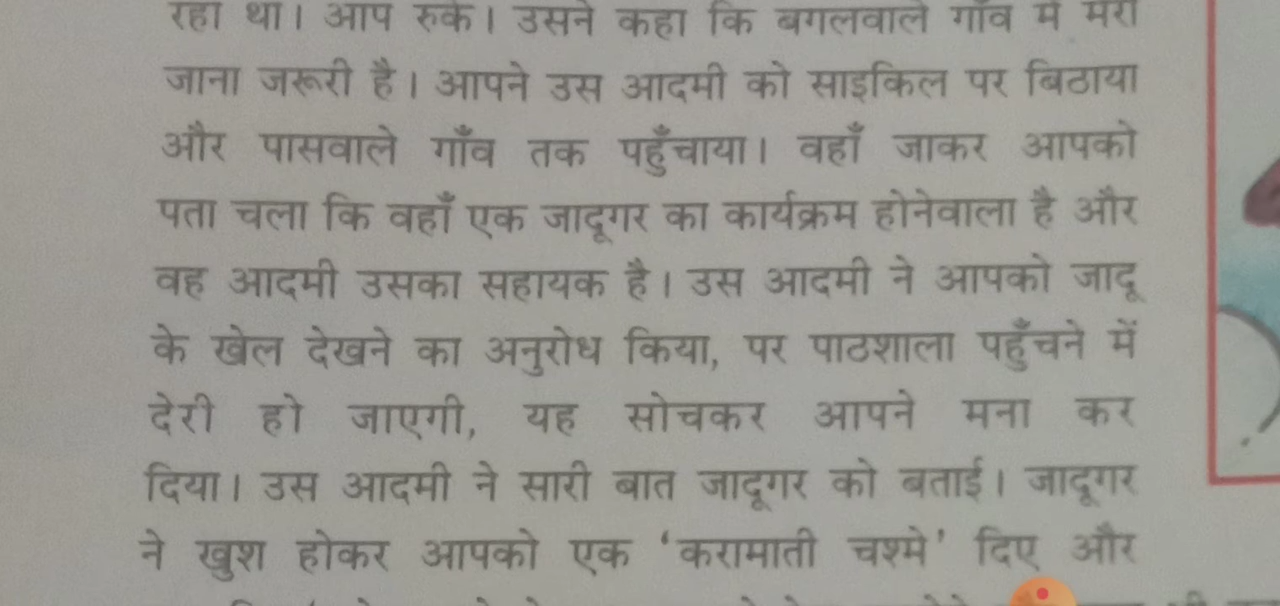 रहा था। आप रुके। उसने कहा कि बगलवाले गाँव में मेरा
जाना जरूरी है। आपने उस आदमी को साइकिल पर बिठाया
और पासवाले गाँव तक पहुँचाया। वहाँ जाकर आपको
पता चला कि वहाँ एक जादूगर का कार्यक्रम होनेवाला है और
वह आदमी उसका सहायक है। उस आदमी ने आपको जादू
के खेल देखने का अनुरोध किया, पर पाठशाला पहुँचने में
देरी हो जाएगी, यह सोचकर आपने मना कर
दिया। उस आदमी ने सारी बात जादूगर को बताई। जादूगर
ने खुश होकर आपको एक ‘करामाती चश्मे’ दिए और